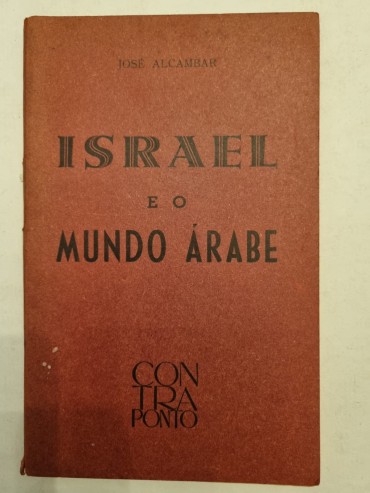 JOSÉ ALCAMBAR
ISRAEL
E O
MUNDO ÁRABE
CON
TRA
PONTO